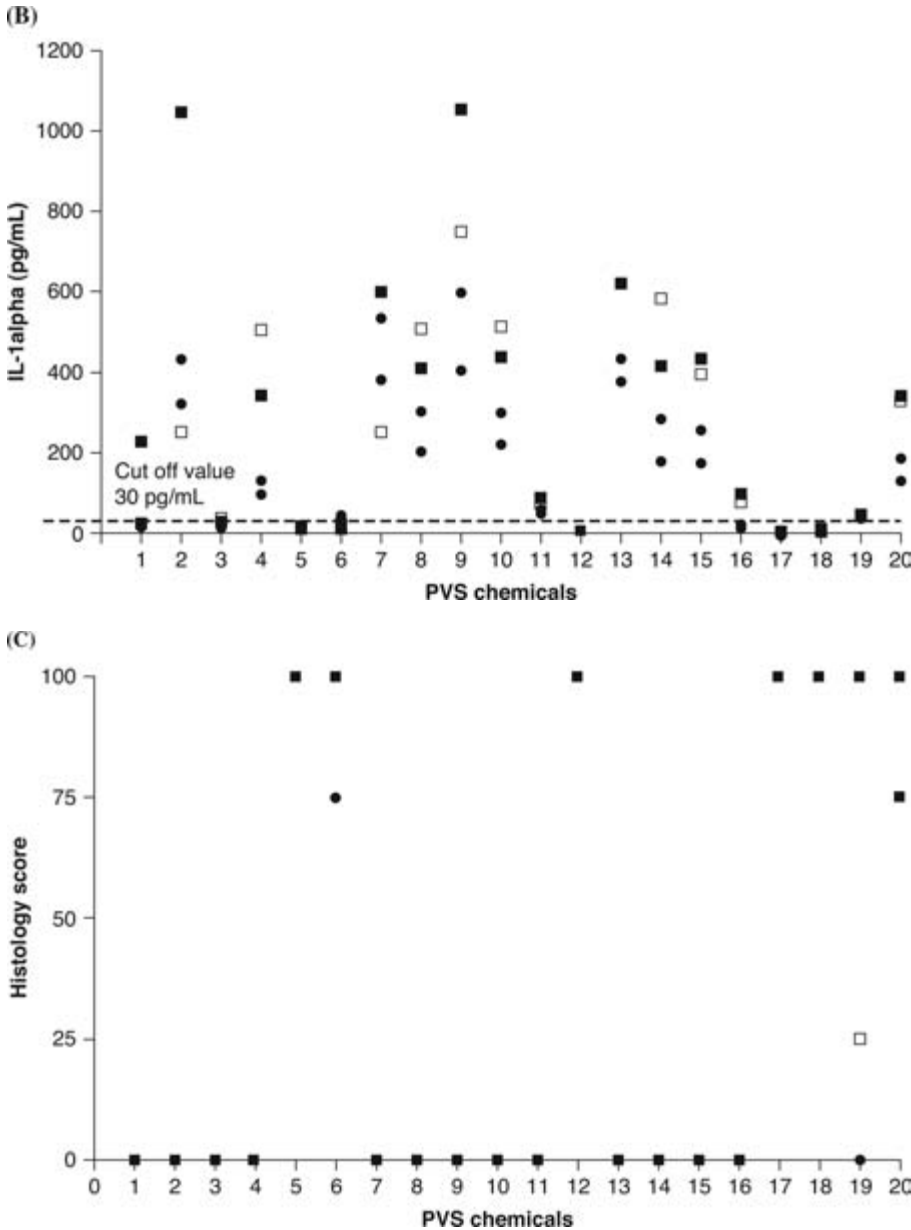 (B)
1200
1000
800
600
400
200
0
IL-1alpha (pg/mL)
Cut off value
30 pg/mL
1 2 3 4 5 6 7 8 9 10 11 12 13 14 15 16 17 18 19 20
PVS chemicals
(C)
100
75
50
25
0
Histology score
0 1 2 3 4 5 6 7 8 9 10 11 12 13 14 15 16 17 18 19 20
PVS chemicals